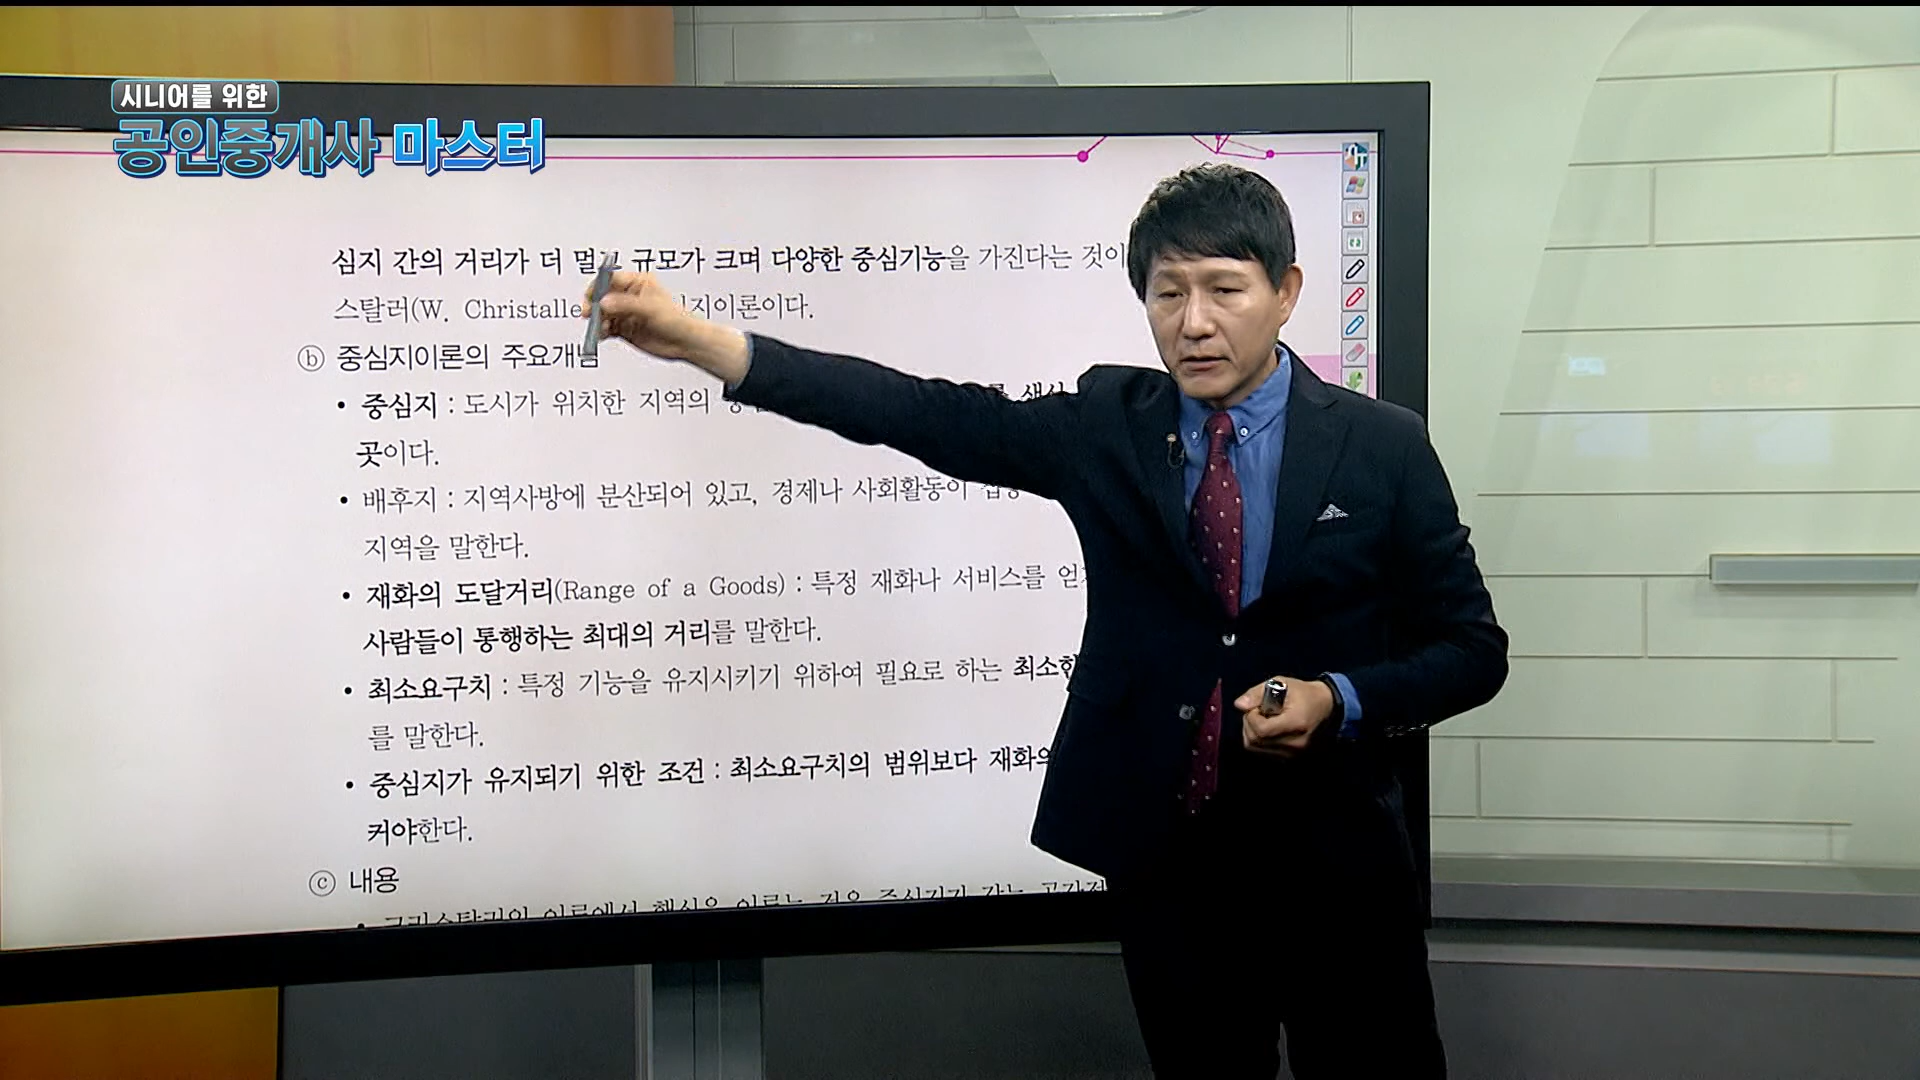 시니어를 위한
공인중개사 마스터
심지 간의 거리가 더 규모가 크며 다양한 중심기능을 가진다는 것이
스탈러(W. Christalle
ⓑ 중심지이론의 주요개념
• 중심지 : 도시가 위치한 지역의
곳이다.
• 배후지 : 지역사방에 분산되어 있고, 경제나 사회활동이
지역을 말한다.
• 재화의 도달거리(Range of a Goods) : 특정 재화나 서비스를
사람들이 통행하는 최대의 거리를 말한다.
• 최소요구치 : 특정 기능을 유지시키기 위하여 필요로 하는 최소한
를 말한다.
• 중심지가 유지되기 위한 조건 : 최소요구치의 범위보다 재화의
커야한다.
ⓒ 내용